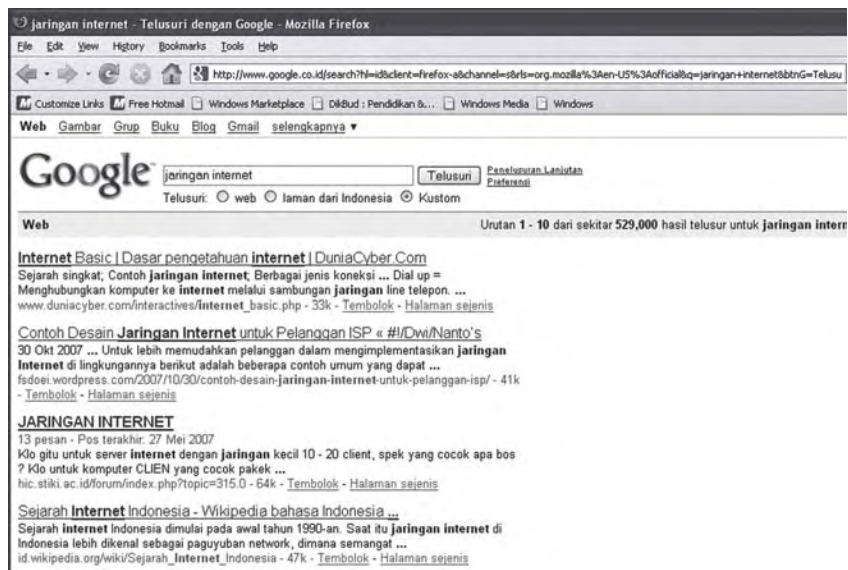 jaringan internet - Telusuri dengan Google - Mozilla Firefox
File Edit View History Bookmarks Tools Help
http://www.google.co.id/search?hl=id&client=firefox-a&channel=s&rls=org.mozilla%3Aen-US%3Aofficial&q=jaringan+internet&btnG=Telusu
Customize Links Free Hotmail Windows Marketplace DikBud : Pendidikan &... Windows Media Windows
Web Gambar Grup Buku Blog Gmail selengkapnya ▼
Google™ jaringan internet Telusuri Penelusuran Lanjutan
Preferensi
Telusuri: web laman dari Indonesia Kustom
Web Urutan 1 - 10 dari sekitar 529,000 hasil telusur untuk jaringan intern
Internet Basic | Dasar pengetahuan internet | DuniaCyber.Com
Sejarah singkat; Contoh jaringan internet; Berbagai jenis koneksi ... Dial up =
Menghubungkan komputer ke internet melalui sambungan jaringan line telepon. ...
www.duniacyber.com/interactives/internet_basic.php - 33k - Tembolok - Halaman sejenis
Contoh Desain Jaringan Internet untuk Pelanggan ISP « #!/Dwi/Nanto's
30 Okt 2007 ... Untuk lebih memudahkan pelanggan dalam mengimplementasikan jaringan
Internet di lingkungannya berikut adalah beberapa contoh umum yang dapat ...
fsdoei.wordpress.com/2007/10/30/contoh-desain-jaringan-internet-untuk-pelanggan-isp/ - 41k
- Tembolok - Halaman sejenis
JARINGAN INTERNET
13 pesan - Pos terakhir: 27 Mei 2007
Klo gitu untuk server internet dengan jaringan kecil 10 - 20 client, spek yang cocok apa bos
? Klo untuk komputer CLIEN yang cocok pakek ...
hic.stiki.ac.id/forum/index.php?topic=315.0 - 64k - Tembolok - Halaman sejenis
Sejarah Internet Indonesia - Wikipedia bahasa Indonesia ...
Sejarah internet Indonesia dimulai pada awal tahun 1990-an. Saat itu jaringan internet di
Indonesia lebih dikenal sebagai paguyuban network, dimana semangat ...
id.wikipedia.org/wiki/Sejarah_Internet_Indonesia - 47k - Tembolok - Halaman sejenis